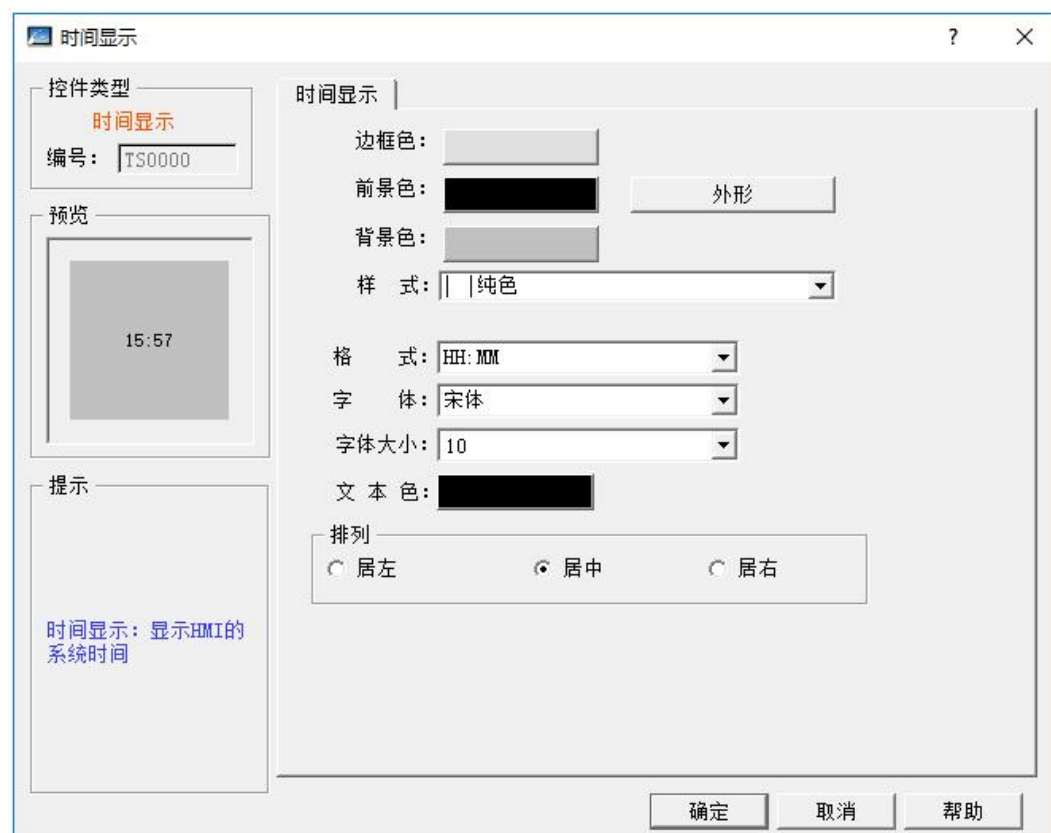 时间显示
?
控件类型
时间显示
编号: TS0000
预览
15:57
提示
时间显示: 显示HMI的
系统时间
时间显示
边框色:
前景色:
外形
背景色:
样 式: 纯色
格 式: HH:MM
字 体: 宋体
字体大小: 10
文 本 色:
排列
居左 居中 居右
确定 取消 帮助